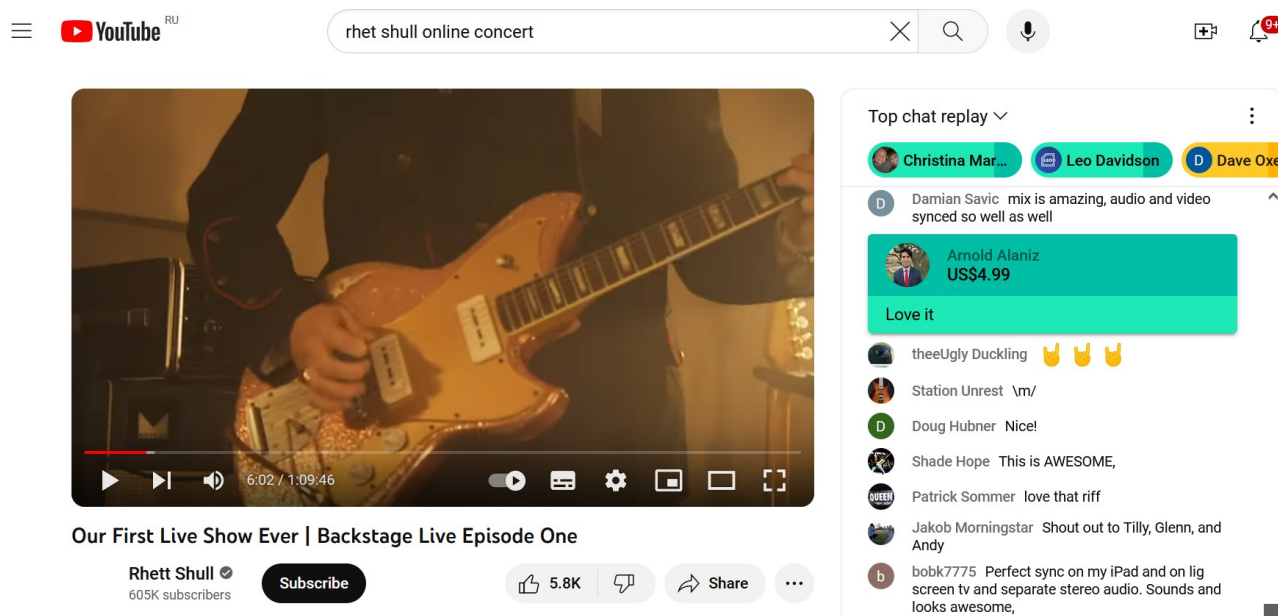 YouTube RU
rhet shull online concert
9+
Top chat replay
Christina Mar...
Leo Davidson
D Dave Oxe
D Damian Savic mix is amazing, audio and video
synced so well as well
Arnold Alaniz
US$4.99
Love it
theeUgly Duckling
Station Unrest \m/
D Doug Hubner Nice!
Shade Hope This is AWESOME,
QUEEN Patrick Sommer love that riff
Jakob Morningstar Shout out to Tilly, Glenn, and
Andy
b bobk7775 Perfect sync on my iPad and on lig
screen tv and separate stereo audio. Sounds and
looks awesome,
6:02 / 1:09:46
Our First Live Show Ever | Backstage Live Episode One
Rhett Shull
605K subscribers
Subscribe
5.8K
Share